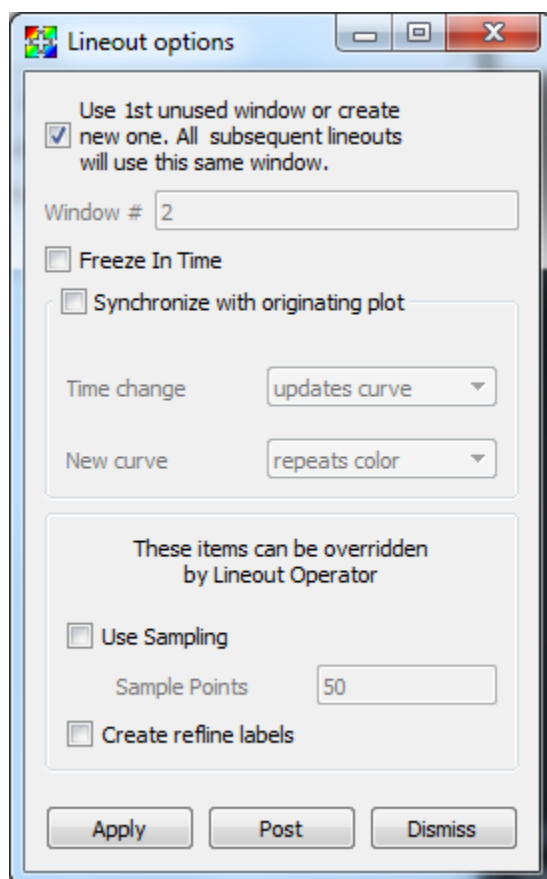 Lineout options
Use 1st unused window or create
new one. All subsequent lineouts
will use this same window.
Window # 2
Freeze In Time
Synchronize with originating plot
Time change updates curve
New curve repeats color
These items can be overridden
by Lineout Operator
Use Sampling
Sample Points 50
Create refline labels
Apply Post Dismiss